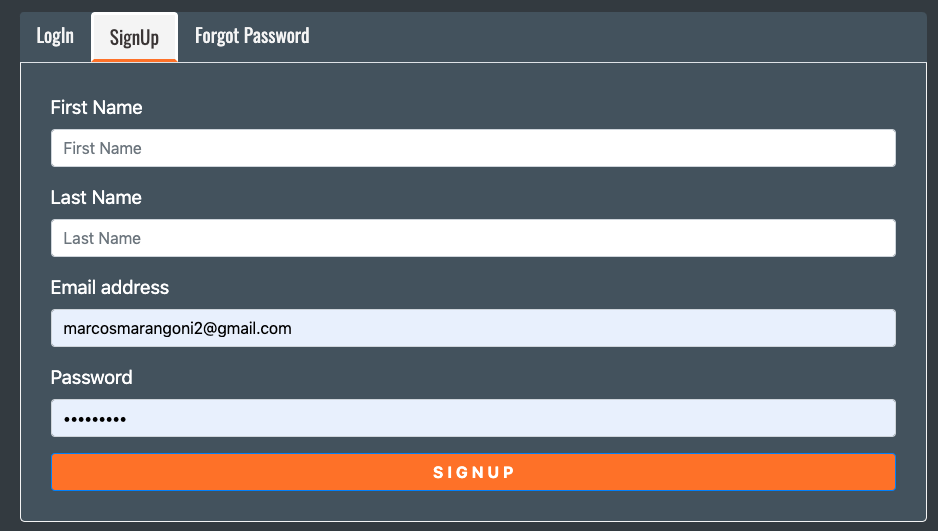 LogIn SignUp Forgot Password
First Name
First Name
Last Name
Last Name
Email address
marcosmarangoni2@gmail.com
Password
•••••••••
SIGNUP